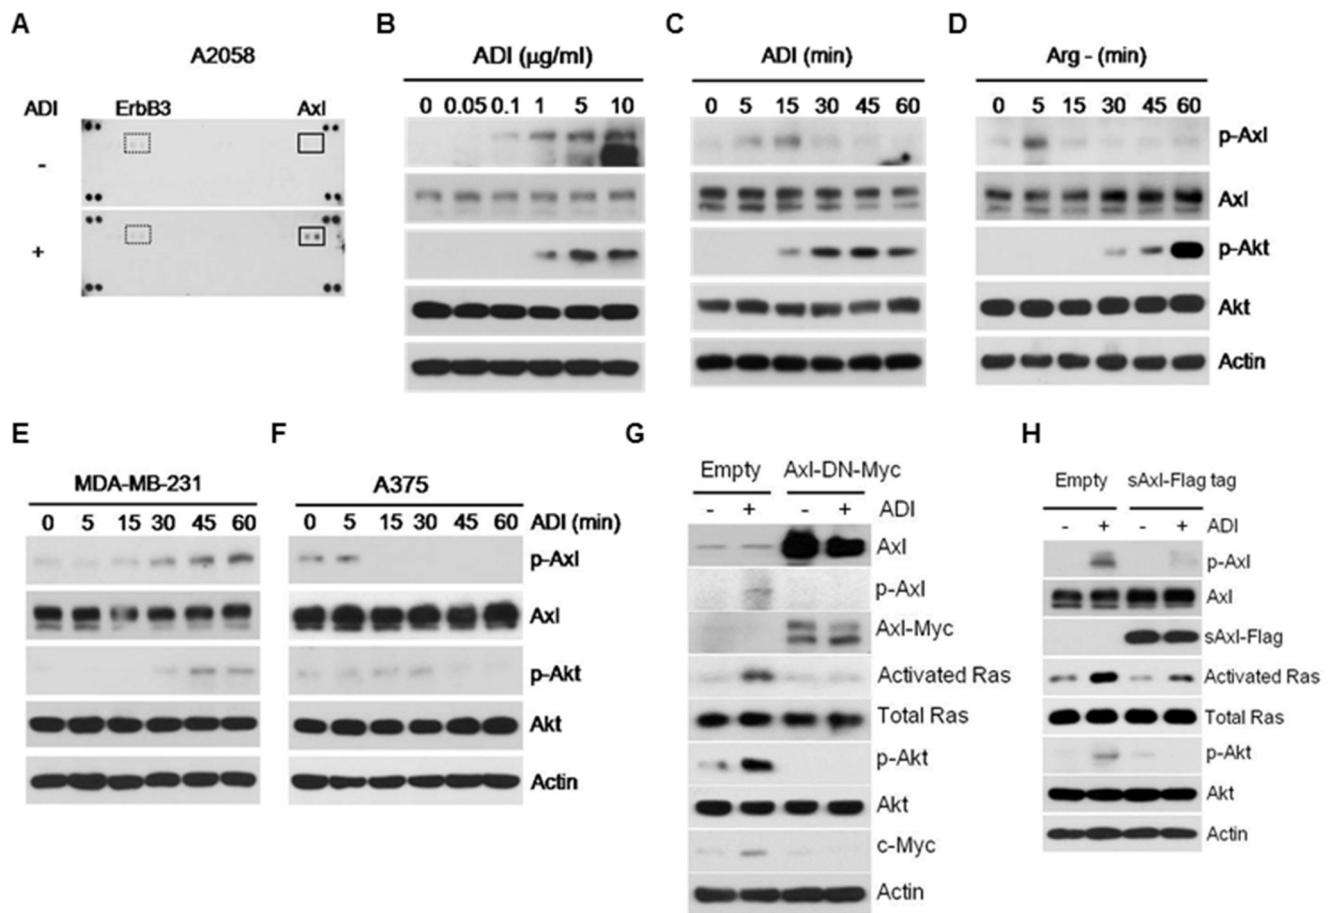 A
A2058
ADI ErbB3 Axl
-
+
B
ADI (µg/ml)
0 0.05 0.1 1 5 10
C
ADI (min)
0 5 15 30 45 60
D
Arg - (min)
0 5 15 30 45 60
p-Axl
Axl
p-Akt
Akt
Actin
E
MDA-MB-231
0 5 15 30 45 60
F
A375
0 5 15 30 45 60 ADI (min)
p-Axl
Axl
p-Akt
Akt
Actin
G
Empty Axl-DN-Myc
- + - + ADI
Axl
p-Axl
Axl-Myc
Activated Ras
Total Ras
p-Akt
Akt
c-Myc
Actin
H
Empty sAxl-Flag tag
- + - + ADI
p-Axl
Axl
sAxl-Flag
Activated Ras
Total Ras
p-Akt
Akt
Actin